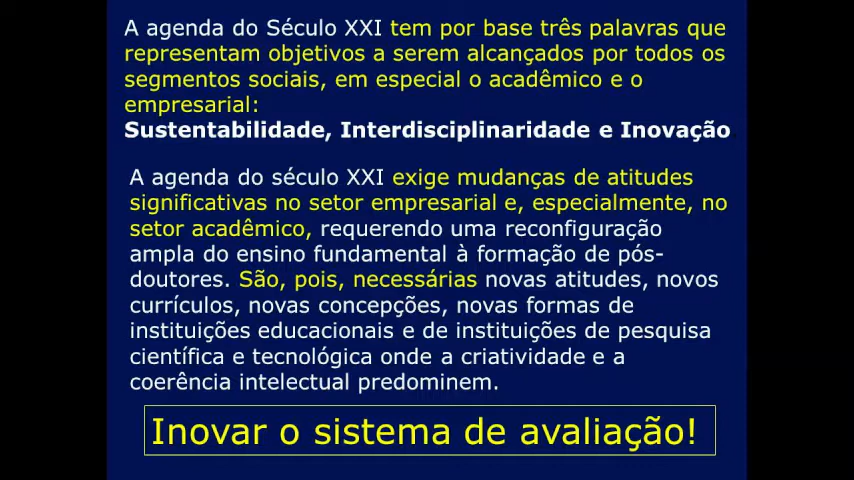 A agenda do Século XXI tem por base três palavras que
representam objetivos a serem alcançados por todos os
segmentos sociais, em especial o acadêmico e o
empresarial:
Sustentabilidade, Interdisciplinaridade e Inovação
A agenda do século XXI exige mudanças de atitudes
significativas no setor empresarial e, especialmente, no
setor acadêmico, requerendo uma reconfiguração
ampla do ensino fundamental à formação de pós-
doutores. São, pois, necessárias novas atitudes, novos
currículos, novas concepções, novas formas de
instituições educacionais e de instituições de pesquisa
científica e tecnológica onde a criatividade e a
coerência intelectual predominem.
Inovar o sistema de avaliação!